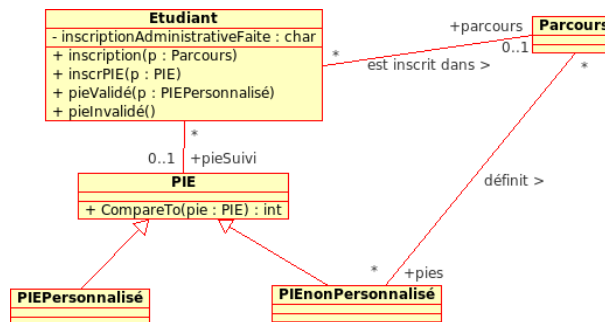 Etudiant
- inscriptionAdministrativeFaite : char
+ inscription(p : Parcours)
+ inscrPIE(p : PIE)
+ pieValidé(p : PIEPersonnalisé)
+ pieInvalidé()
+parcours
Parcours
0..1
*
est inscrit dans >
*
*
0..1 +pieSuivi
PIE
+ CompareTo(pie : PIE) : int
définit >
* +pies
PIEPersonnalisé
PIEnonPersonnalisé